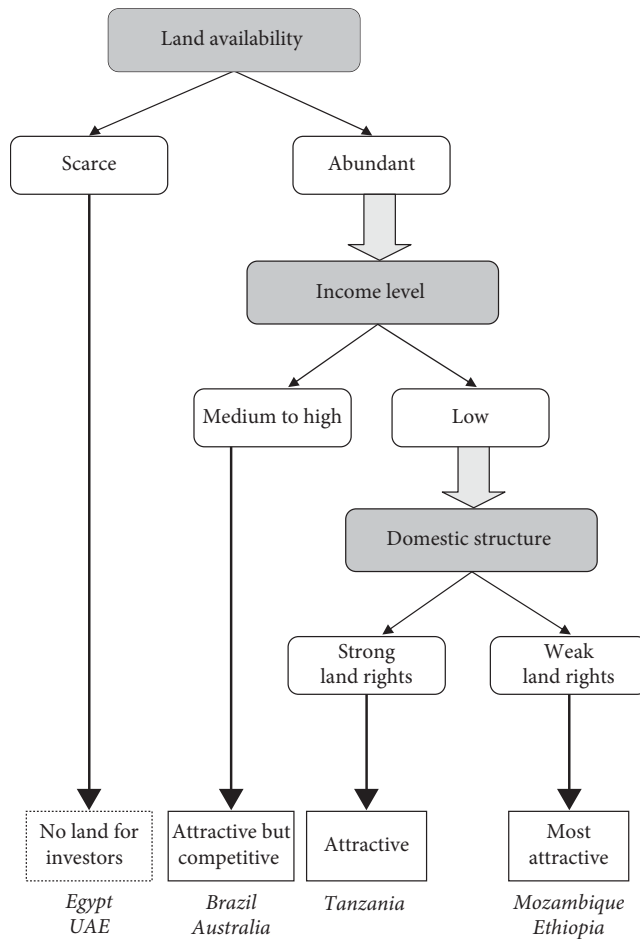 Land availability
Scarce
Abundant
Income level
Medium to high
Low
Domestic structure
Strong
land rights
Weak
land rights
No land for
investors
Attractive but
competitive
Attractive
Most
attractive
Egypt
UAE
Brazil
Australia
Tanzania
Mozambique
Ethiopia